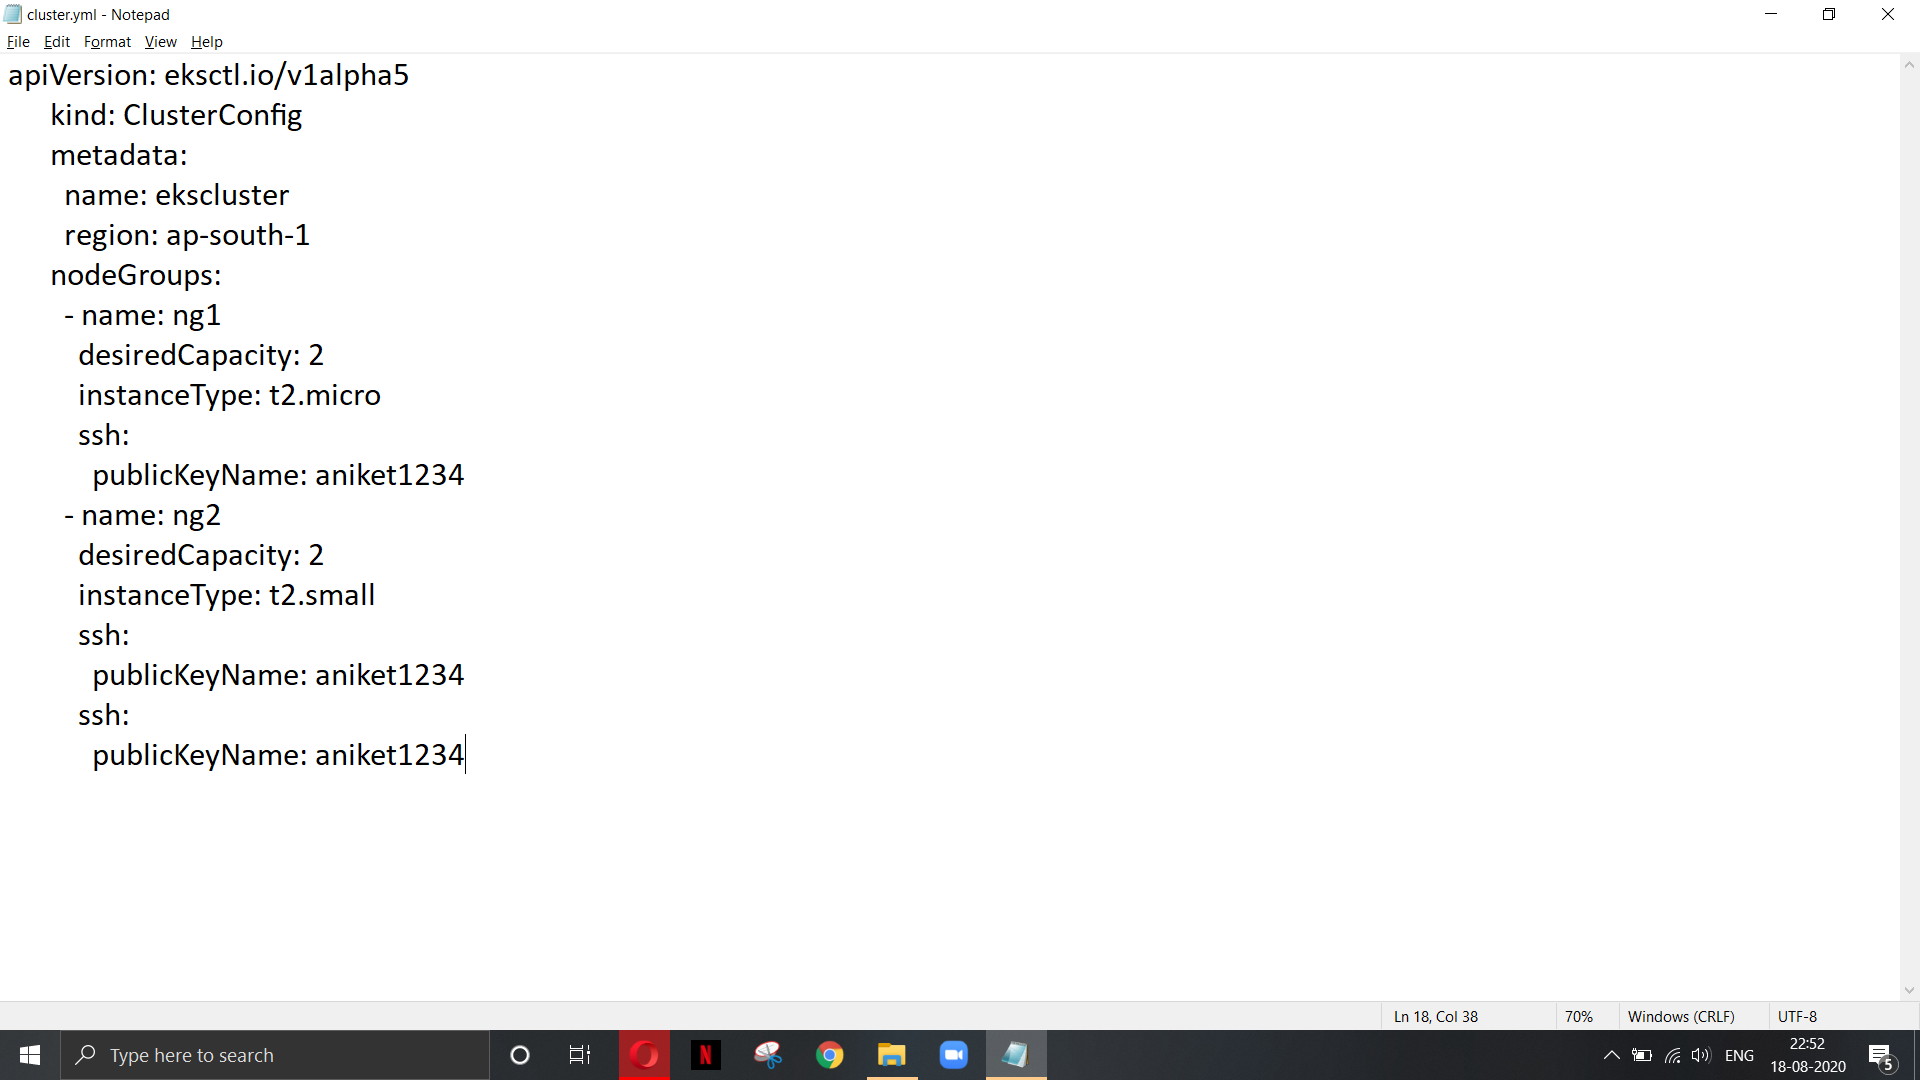 cluster.yml - Notepad
File Edit Format View Help
apiVersion: eksctl.io/v1alpha5
kind: ClusterConfig
metadata:
name: ekscluster
region: ap-south-1
nodeGroups:
- name: ng1
desiredCapacity: 2
instanceType: t2.micro
ssh:
publicKeyName: aniket1234
- name: ng2
desiredCapacity: 2
instanceType: t2.small
ssh:
publicKeyName: aniket1234
ssh:
publicKeyName: aniket1234
Ln 18, Col 38 70% Windows (CRLF) UTF-8
Type here to search
N
ENG
22:52
18-08-2020
5